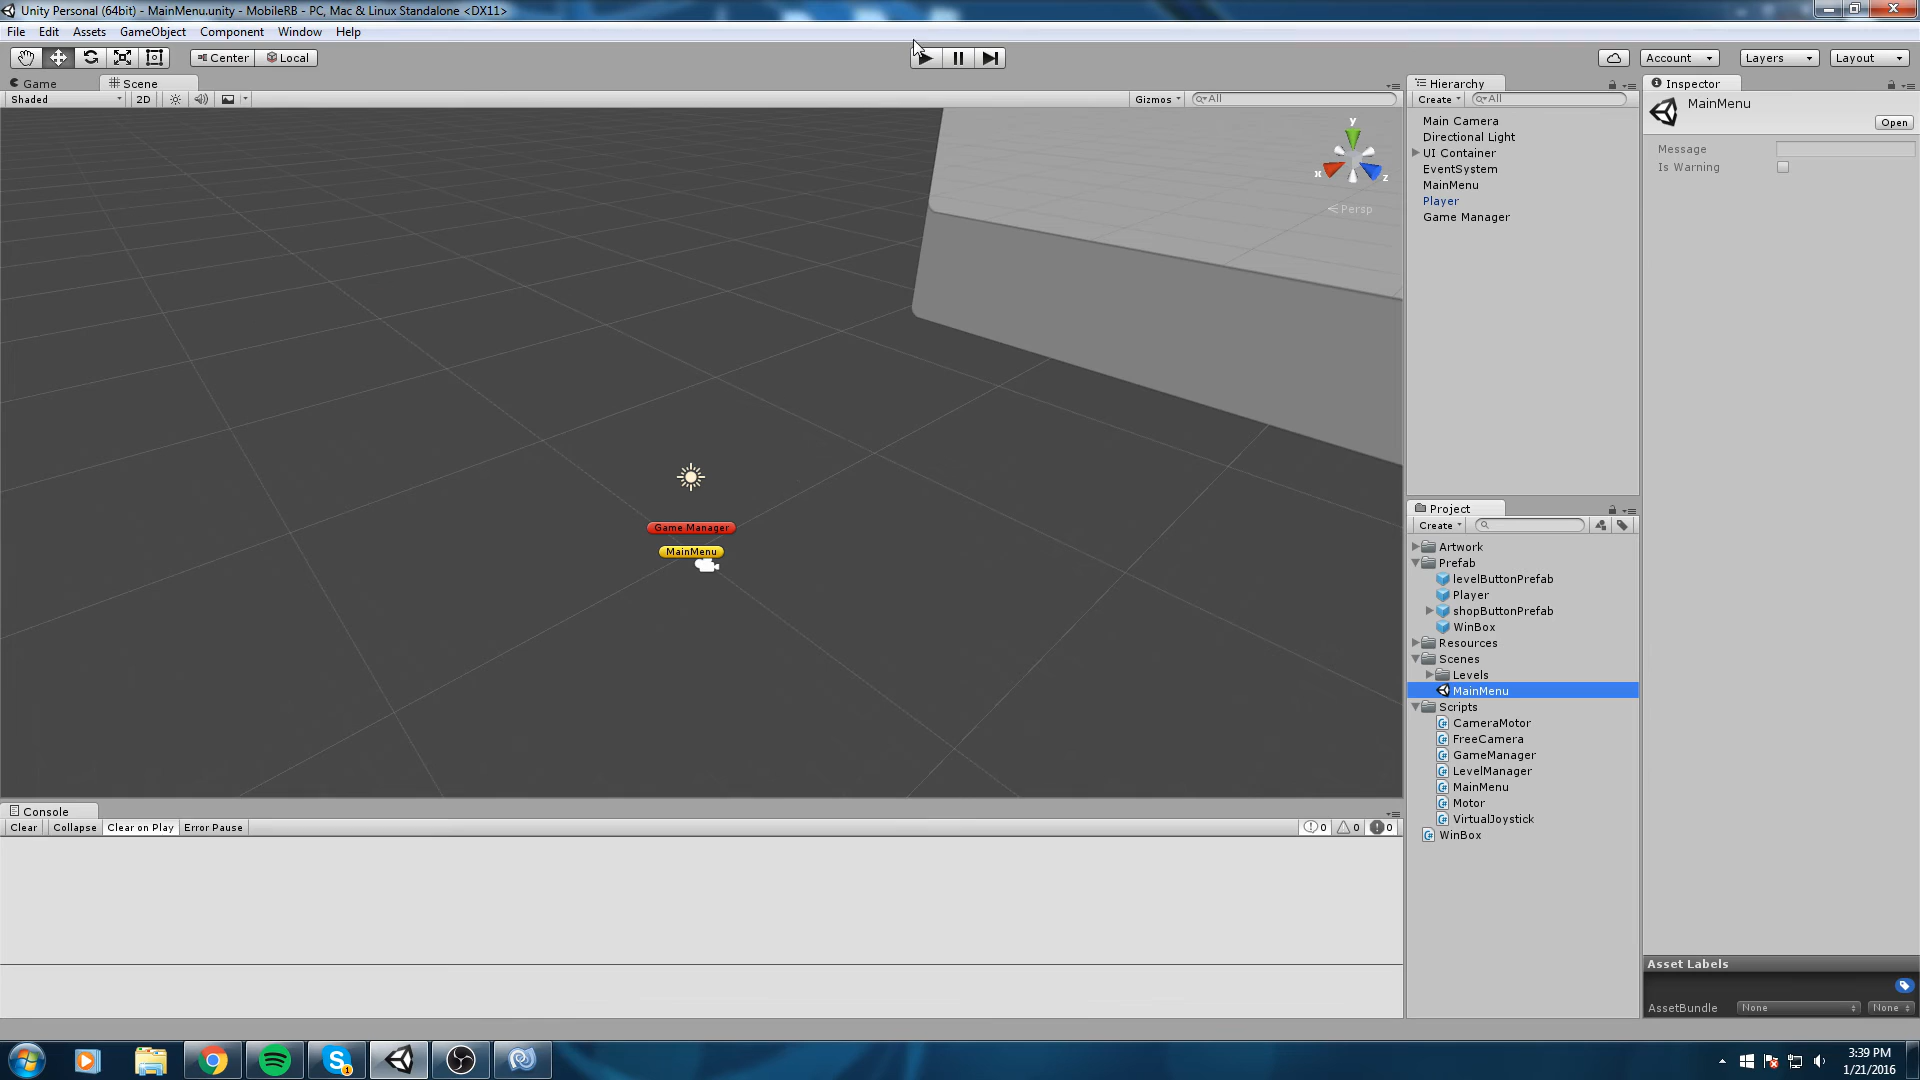 Unity Personal (64bit) - MainMenu.unity - MobileRB - PC, Mac & Linux Standalone <DX11>
File Edit Assets GameObject Component Window Help
Center Local Account Layers Layout
Game Scene
Shaded 2D Gizmos All
y
x
z
Persp
Game Manager
MainMenu
Console
Clear Collapse Clear on Play Error Pause 0 0 0
Hierarchy
Create All
Main Camera
Directional Light
UI Container
EventSystem
MainMenu
Player
Game Manager
Project
Create
Artwork
Prefab
levelButtonPrefab
Player
shopButtonPrefab
WinBox
Resources
Scenes
Levels
MainMenu
Scripts
CameraMotor
FreeCamera
GameManager
LevelManager
MainMenu
Motor
VirtualJoystick
WinBox
Inspector
MainMenu
Open
Message
Is Warning
Asset Labels
AssetBundle None None
1
3:39 PM
1/21/2016